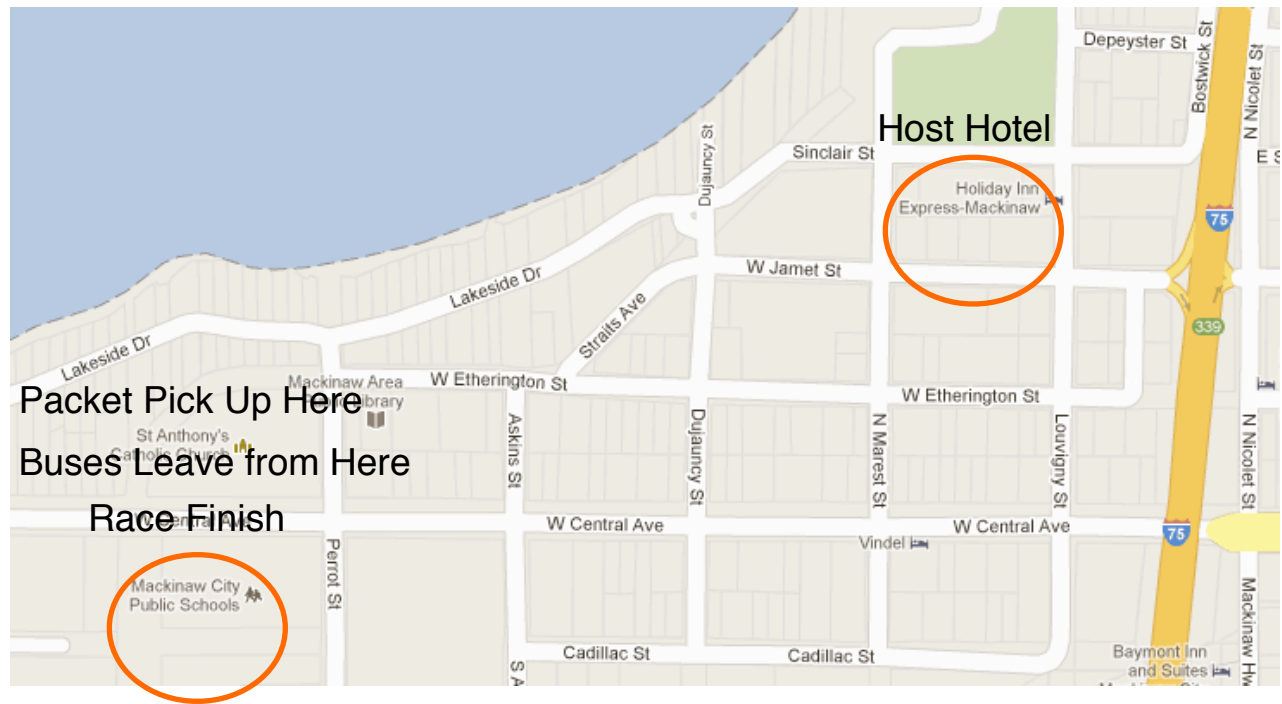 Depeyster St
Bostwick St
N Nicolet St
Host Hotel
Dujauncy St
Sinclair St
E S
Holiday Inn
Express-Mackinaw
75
W Jamet St
Lakeside Dr
Straits Ave
339
Lakeside Dr
Mackinaw Area
Library
W Etherington St
W Etherington St
Packet Pick Up Here
St Anthony's
Catholic Church
Buses Leave from Here
Askins St
Dujauncy St
N Marest St
Louvigny St
N Nicolet St
Race Finish
W Central Ave
W Central Ave
W Central Ave
75
Vindel
Perrot St
Mackinaw City
Public Schools
Mackinaw Hw
Cadillac St
Cadillac St
S A
Baymont Inn
and Suites